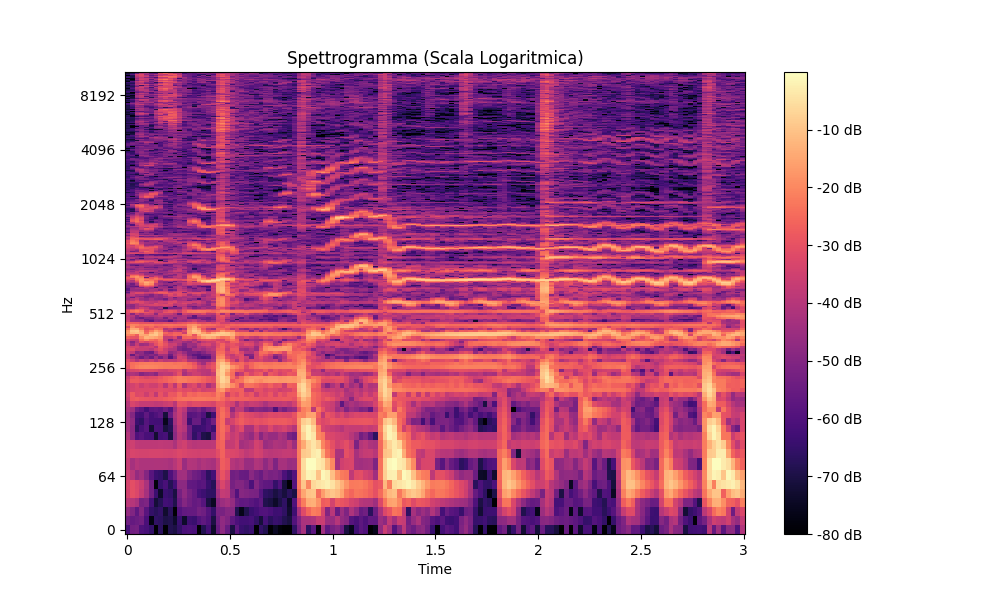 Spettrogramma (Scala Logaritmica)
Hz
8192
4096
2048
1024
512
256
128
64
0
0
0.5
1
1.5
2
2.5
3
Time
-10 dB
-20 dB
-30 dB
-40 dB
-50 dB
-60 dB
-70 dB
-80 dB